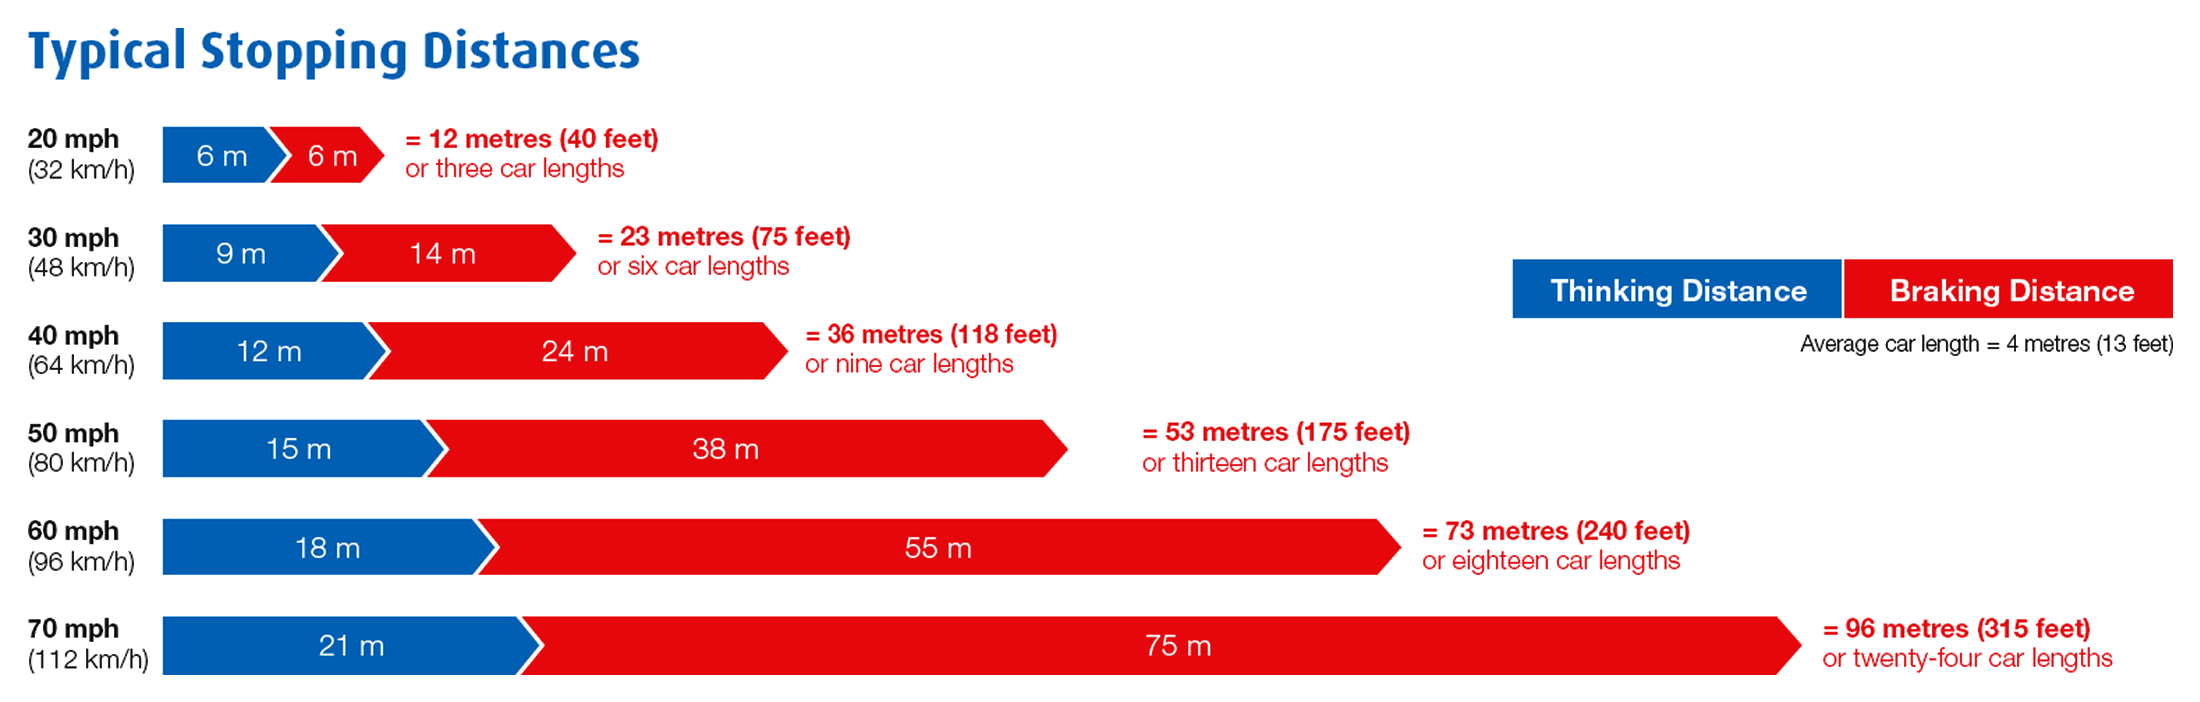 Typical Stopping Distances
20 mph
(32 km/h)
6 m
6 m
= 12 metres (40 feet)
or three car lengths
30 mph
(48 km/h)
9 m
14 m
= 23 metres (75 feet)
or six car lengths
Thinking Distance
Braking Distance
Average car length = 4 metres (13 feet)
40 mph
(64 km/h)
12 m
24 m
= 36 metres (118 feet)
or nine car lengths
50 mph
(80 km/h)
15 m
38 m
= 53 metres (175 feet)
or thirteen car lengths
60 mph
(96 km/h)
18 m
55 m
= 73 metres (240 feet)
or eighteen car lengths
70 mph
(112 km/h)
21 m
75 m
= 96 metres (315 feet)
or twenty-four car lengths